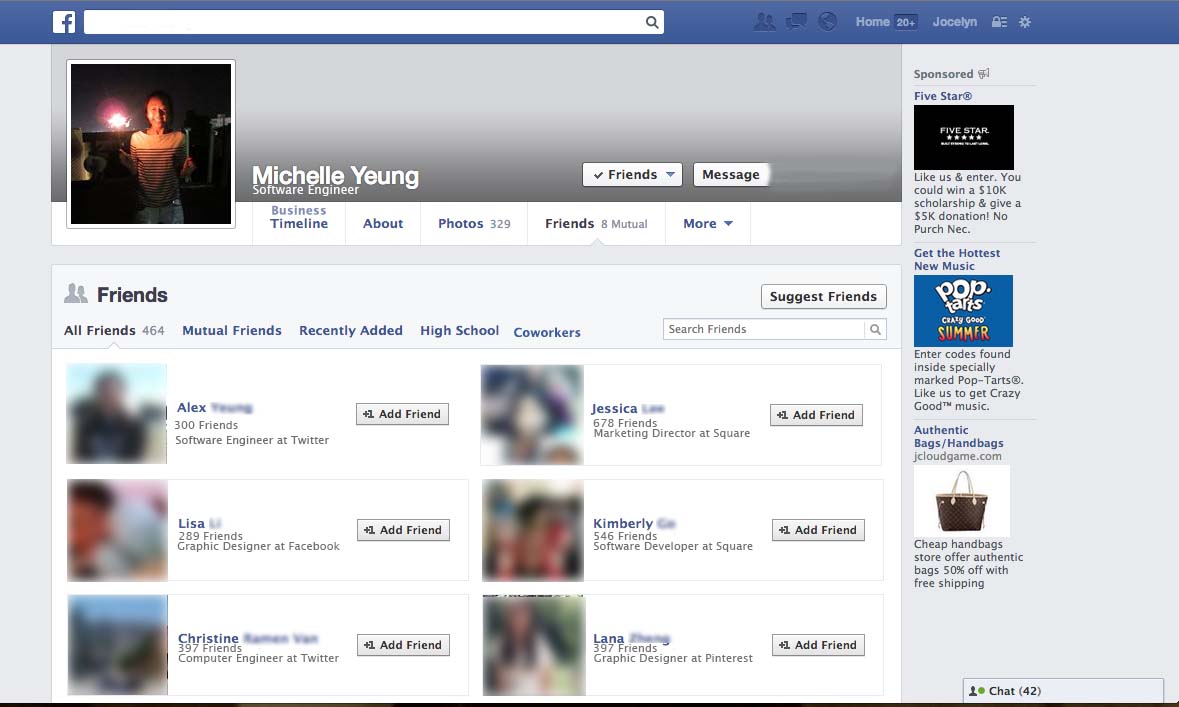 Home 20+ Jocelyn
Michelle Yeung
Software Engineer
Friends
Message
Business
Timeline
About
Photos 329
Friends 8 Mutual
More
Friends
Suggest Friends
All Friends 464
Mutual Friends
Recently Added
High School
Coworkers
Search Friends
Alex
300 Friends
Software Engineer at Twitter
+1 Add Friend
Jessica
678 Friends
Marketing Director at Square
+1 Add Friend
Lisa
289 Friends
Graphic Designer at Facebook
+1 Add Friend
Kimberly
546 Friends
Software Developer at Square
+1 Add Friend
Christine
397 Friends
Computer Engineer at Twitter
+1 Add Friend
Lana
397 Friends
Graphic Designer at Pinterest
+1 Add Friend
Sponsored
Five Star®
FIVE STAR.
BUILT STRONG TO LAST LONG.
Like us & enter. You
could win a $10K
scholarship & give a
$5K donation! No
Purch Nec.
Get the Hottest
New Music
POP·
tarts
CRAZY GOOD
SUMMER
Enter codes found
inside specially
marked Pop-Tarts®.
Like us to get Crazy
Good™ music.
Authentic
Bags/Handbags
jcloudgame.com
Cheap handbags
store offer authentic
bags 50% off with
free shipping
Chat (42)